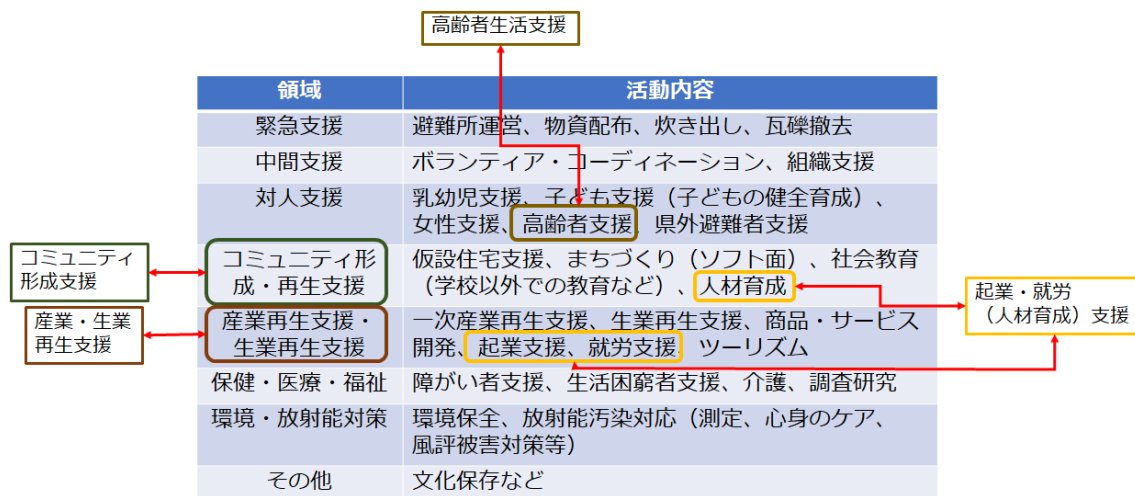 高齢者生活支援
領域 活動内容
緊急支援 避難所運営、物資配布、炊き出し、瓦礫撤去
中間支援 ボランティア・コーディネーション、組織支援
対人支援 乳幼児支援、子ども支援（子どもの健全育成）、
女性支援、高齢者支援、県外避難者支援
コミュニティ
形成支援
コミュニティ形
成・再生支援
仮設住宅支援、まちづくり（ソフト面）、社会教育
（学校以外での教育など）、人材育成
起業・就労
（人材育成）支援
産業・生業
再生支援
産業再生支援・
生業再生支援
一次産業再生支援、生業再生支援、商品・サービス
開発、起業支援、就労支援 ツーリズム
保健・医療・福祉 障がい者支援、生活困窮者支援、介護、調査研究
環境・放射能対策 環境保全、放射能汚染対応（測定、心身のケア、
風評被害対策等）
その他 文化保存など